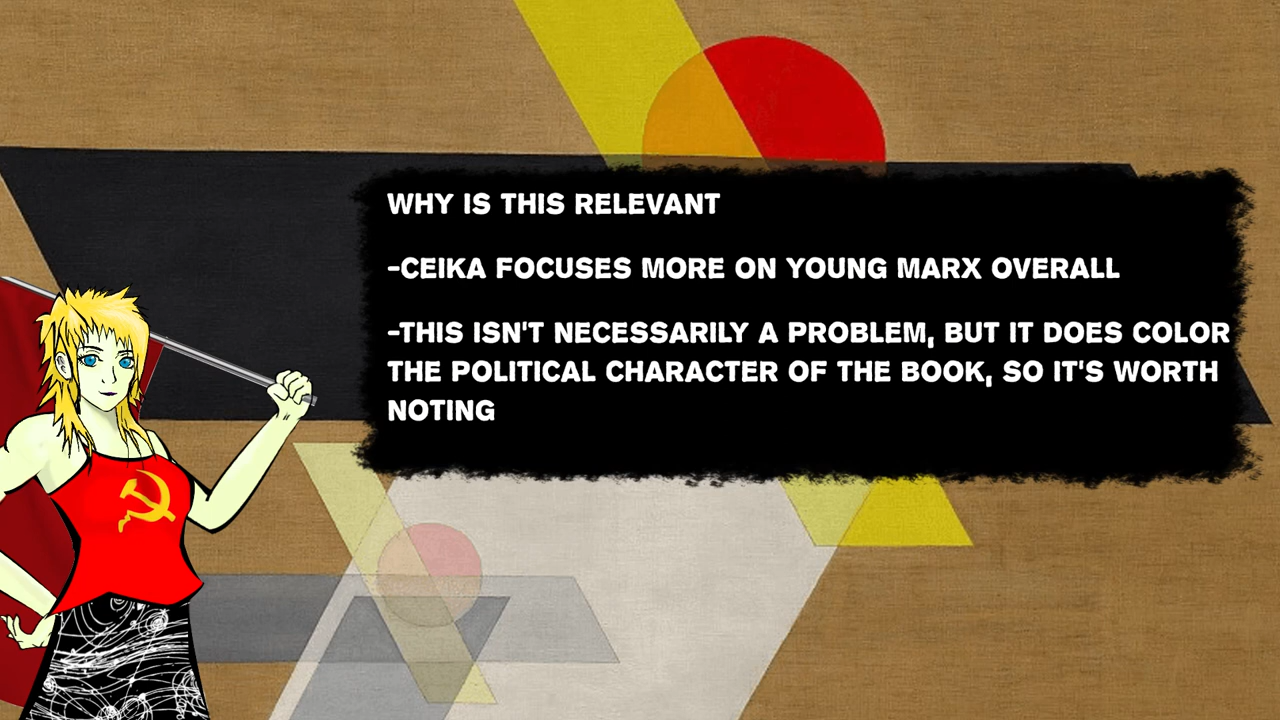 WHY IS THIS RELEVANT
-CEIKA FOCUSES MORE ON YOUNG MARX OVERALL
-THIS ISN'T NECESSARILY A PROBLEM, BUT IT DOES COLOR
THE POLITICAL CHARACTER OF THE BOOK, SO IT'S WORTH
NOTING